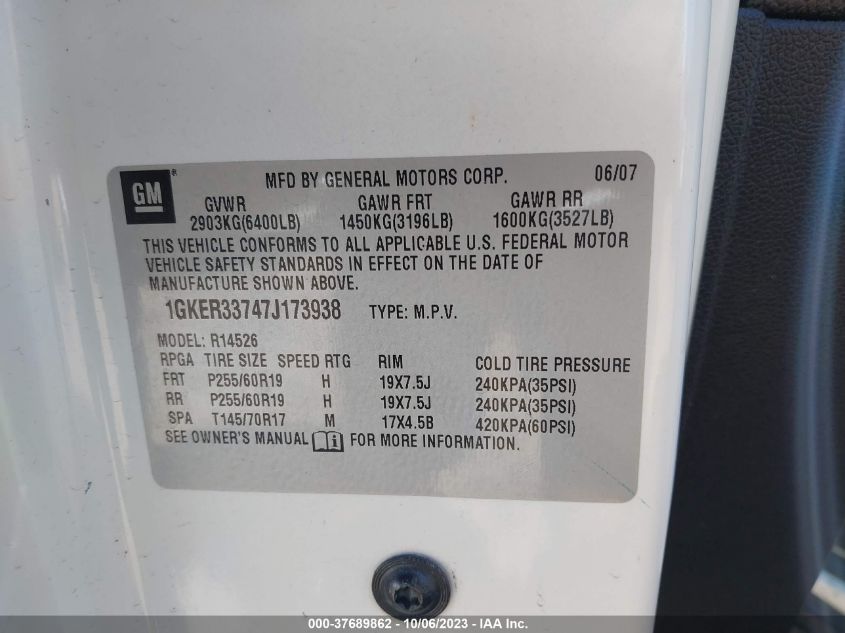 GM ® MFD BY GENERAL MOTORS CORP. 06/07
GVWR GAWR FRT GAWR RR
2903KG(6400LB) 1450KG(3196LB) 1600KG(3527LB)
THIS VEHICLE CONFORMS TO ALL APPLICABLE U.S. FEDERAL MOTOR
VEHICLE SAFETY STANDARDS IN EFFECT ON THE DATE OF
MANUFACTURE SHOWN ABOVE.
1GKER33747J173938 TYPE: M.P.V.
MODEL: R14526
RPGA TIRE SIZE SPEED RTG RIM COLD TIRE PRESSURE
FRT P255/60R19 H 19X7.5J 240KPA(35PSI)
RR P255/60R19 H 19X7.5J 240KPA(35PSI)
SPA T145/70R17 M 17X4.5B 420KPA(60PSI)
SEE OWNER'S MANUAL FOR MORE INFORMATION.
000-37689862 - 10/06/2023 - IAA Inc.